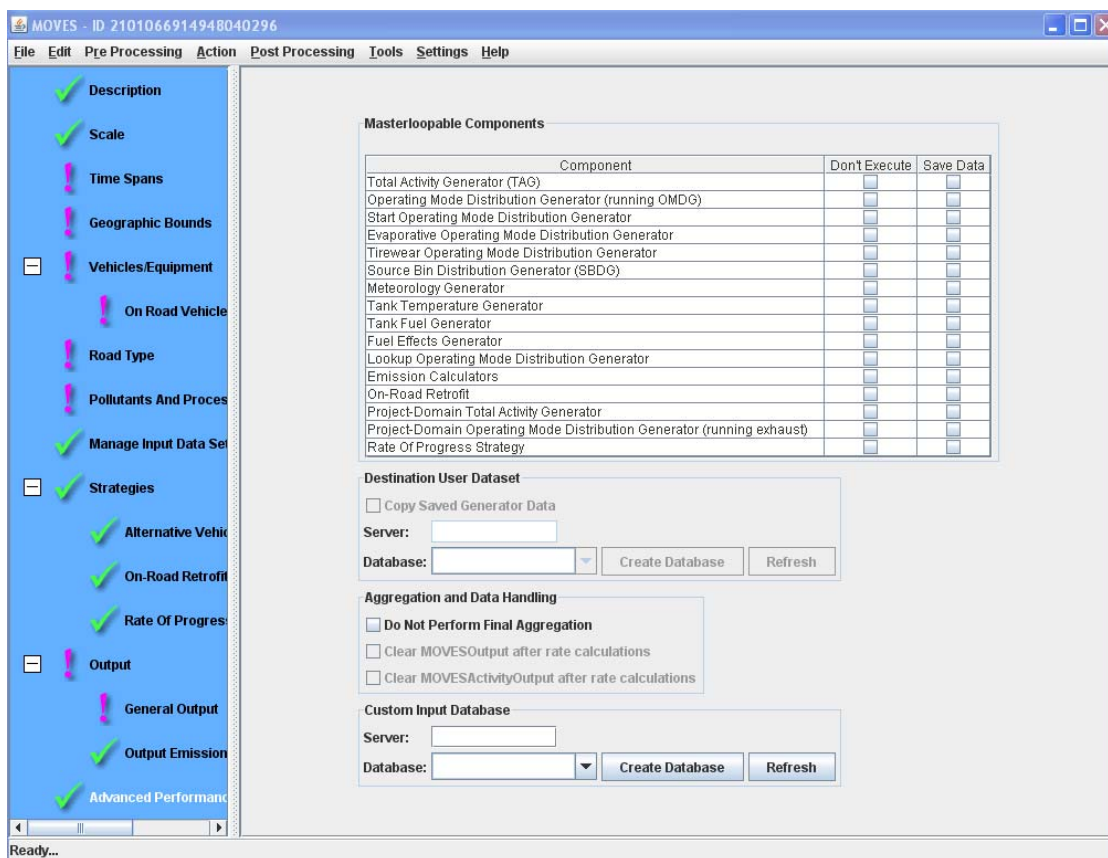 MOVES - ID 2101066914948040296
File Edit Pre Processing Action Post Processing Tools Settings Help
Description
Scale
Time Spans
Geographic Bounds
Vehicles/Equipment
On Road Vehicle
Road Type
Pollutants And Proces
Manage Input Data Set
Strategies
Alternative Vehic
On-Road Retrofit
Rate Of Progres
Output
General Output
Output Emission
Advanced Performanc
Masterloopable Components
Component Don't Execute Save Data
Total Activity Generator (TAG)
Operating Mode Distribution Generator (running OMDG)
Start Operating Mode Distribution Generator
Evaporative Operating Mode Distribution Generator
Tirewear Operating Mode Distribution Generator
Source Bin Distribution Generator (SBDG)
Meteorology Generator
Tank Temperature Generator
Tank Fuel Generator
Fuel Effects Generator
Lookup Operating Mode Distribution Generator
Emission Calculators
On-Road Retrofit
Project-Domain Total Activity Generator
Project-Domain Operating Mode Distribution Generator (running exhaust)
Rate Of Progress Strategy
Destination User Dataset
Copy Saved Generator Data
Server:
Database: Create Database Refresh
Aggregation and Data Handling
Do Not Perform Final Aggregation
Clear MOVESOutput after rate calculations
Clear MOVESActivityOutput after rate calculations
Custom Input Database
Server:
Database: Create Database Refresh
Ready...